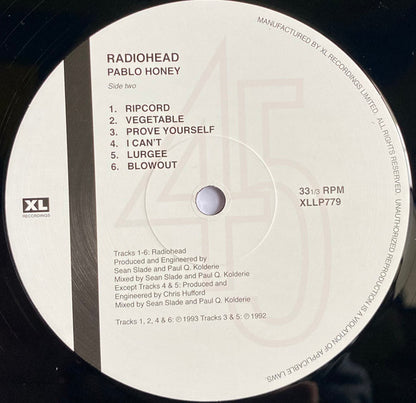 RADIOHEAD
PABLO HONEY
Side two
1. RIPCORD
2. VEGETABLE
3. PROVE YOURSELF
4. I CAN'T
5. LURGEE
6. BLOWOUT
33 1/3 RPM
XLLP779
XL
RECORDINGS
45
Tracks 1-6: Radiohead
Produced and Engineered by
Sean Slade and Paul Q. Kolderie
Mixed by Sean Slade and Paul Q. Kolderie
Except Tracks 4 & 5: Produced and
Engineered by Chris Hufford
Mixed by Sean Slade and Paul Q. Kolderie
Tracks 1, 2, 4 & 6: ℗ 1993 Tracks 3 & 5: ℗ 1992
MANUFACTURED BY XL RECORDINGS LIMITED. ALL RIGHTS RESERVED. UNAUTHORIZED REPRODUCTION IS A VIOLATION OF APPLICABLE LAWS.